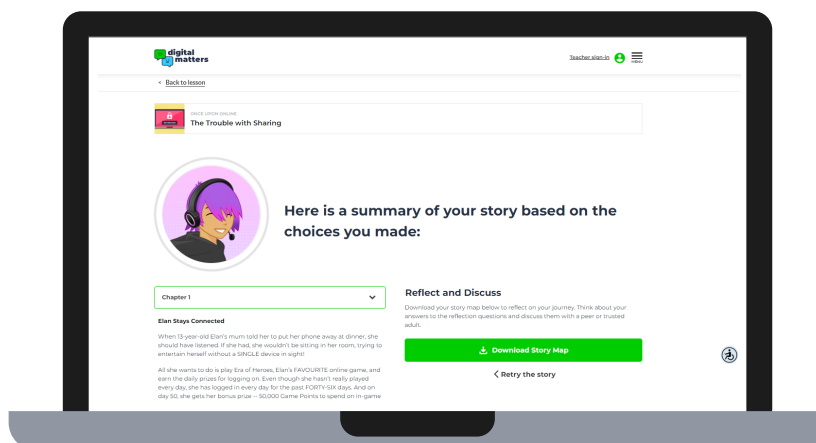 digital
matters
Teacher sign-in
MENU
< Back to lesson
ONCE UPON ONLINE
The Trouble with Sharing
Here is a summary of your story based on the
choices you made:
Chapter 1
Elan Stays Connected
When 13-year-old Elan's mum told her to put her phone away at dinner, she
should have listened. If she had, she wouldn't be sitting in her room, trying to
entertain herself without a SINGLE device in sight!
All she wants to do is play Era of Heroes, Elan's FAVOURITE online game, and
earn the daily prizes for logging on. Even though she hasn't really played
every day, she has logged in every day for the past FORTY-SIX days. And on
day 50, she gets her bonus prize -- 50,000 Game Points to spend on in-game
Reflect and Discuss
Download your story map below to reflect on your journey. Think about your
answers to the reflection questions and discuss them with a peer or trusted
adult.
Download Story Map
< Retry the story